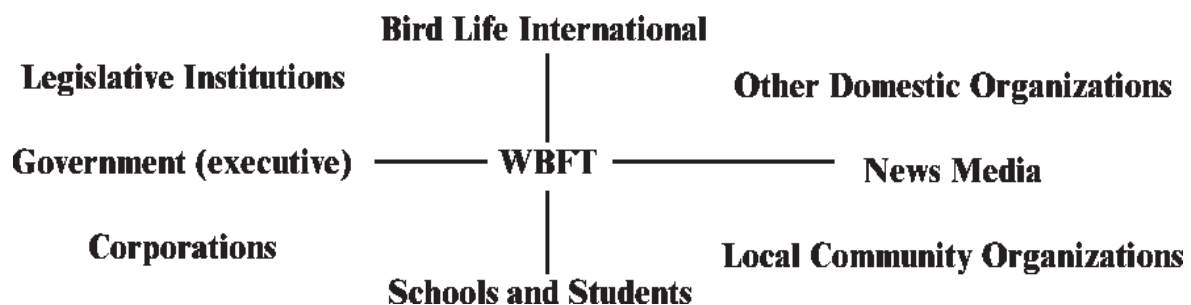 Bird Life International
Legislative Institutions
Other Domestic Organizations
Government (executive)
WBFT
News Media
Corporations
Local Community Organizations
Schools and Students